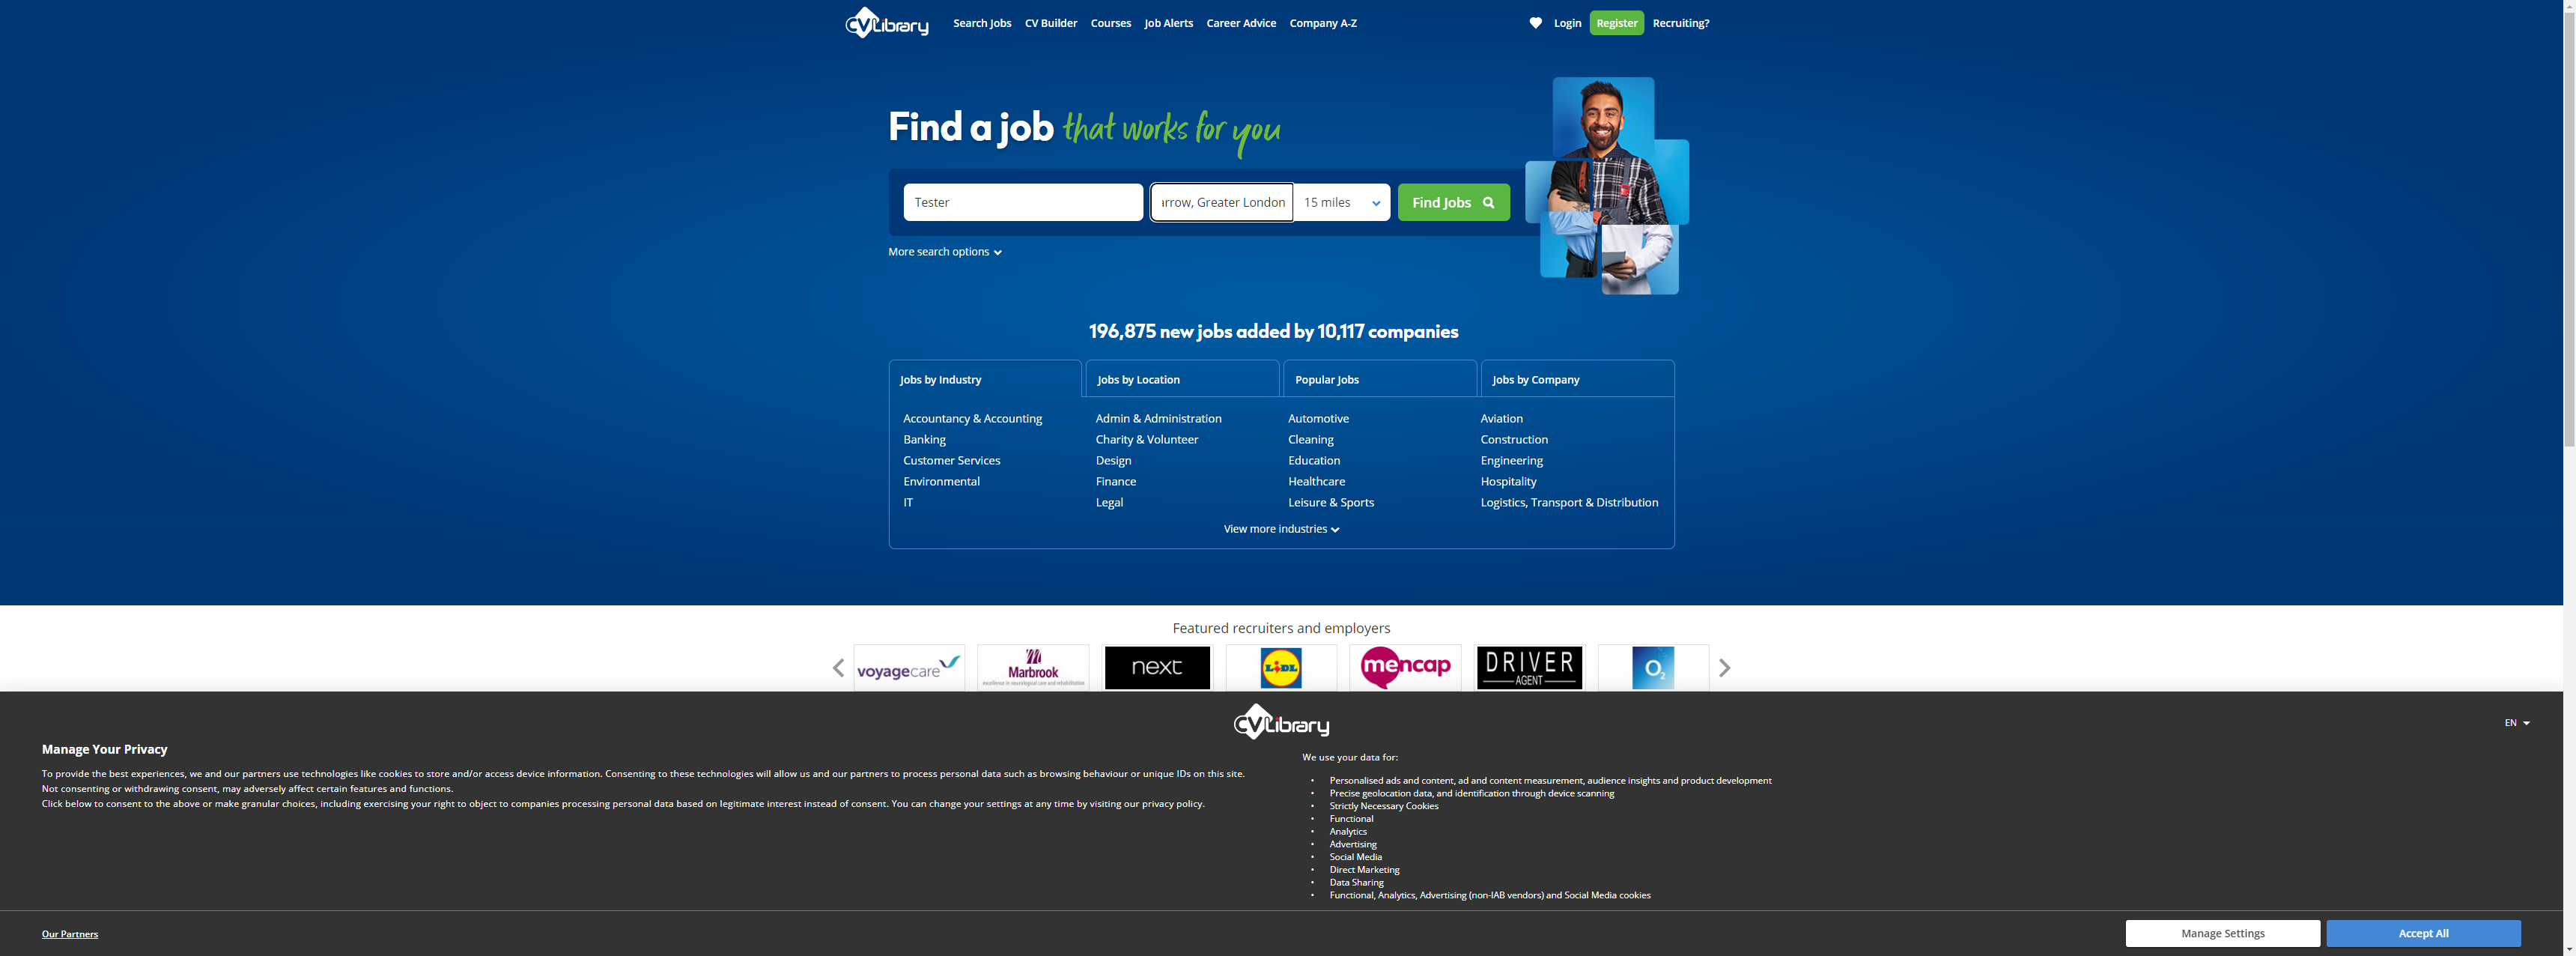 CVLibrary
Search Jobs CV Builder Courses Job Alerts Career Advice Company A-Z
Login Register Recruiting?
Find a job that works for you
Tester
arrow, Greater London
15 miles
Find Jobs
More search options
196,875 new jobs added by 10,117 companies
Jobs by Industry Jobs by Location Popular Jobs Jobs by Company
Accountancy & Accounting Admin & Administration Automotive Aviation
Banking Charity & Volunteer Cleaning Construction
Customer Services Design Education Engineering
Environmental Finance Healthcare Hospitality
IT Legal Leisure & Sports Logistics, Transport & Distribution
View more industries
Featured recruiters and employers
voyagecare
Marbrook
excellence in neurological care and rehabilitation
next
LIDL
mencap
DRIVER
AGENT
O2
CVLibrary
EN
Manage Your Privacy
To provide the best experiences, we and our partners use technologies like cookies to store and/or access device information. Consenting to these technologies will allow us and our partners to process personal data such as browsing behaviour or unique IDs on this site.
Not consenting or withdrawing consent, may adversely affect certain features and functions.
Click below to consent to the above or make granular choices, including exercising your right to object to companies processing personal data based on legitimate interest instead of consent. You can change your settings at any time by visiting our privacy policy.
We use your data for:
• Personalised ads and content, ad and content measurement, audience insights and product development
• Precise geolocation data, and identification through device scanning
• Strictly Necessary Cookies
• Functional
• Analytics
• Advertising
• Social Media
• Direct Marketing
• Data Sharing
• Functional, Analytics, Advertising (non-IAB vendors) and Social Media cookies
Our Partners
Manage Settings
Accept All